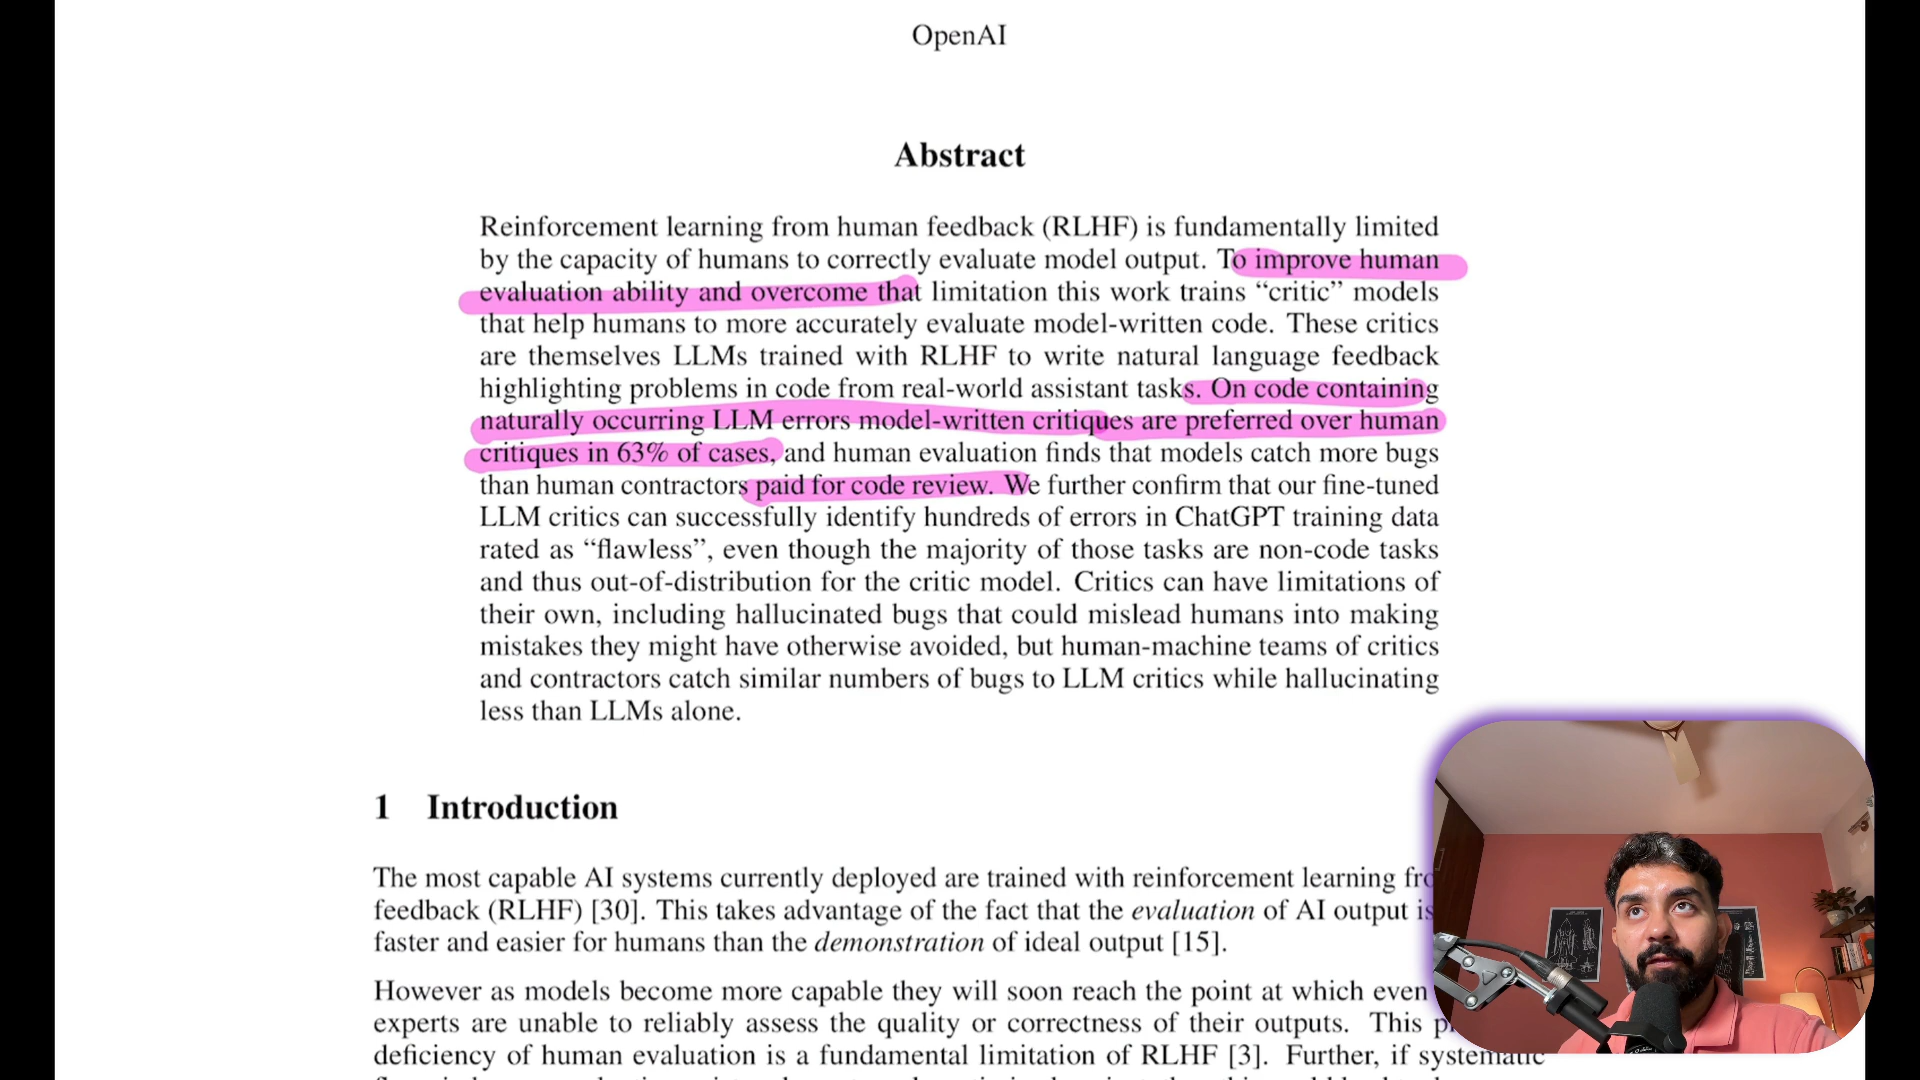 OpenAI
Abstract
Reinforcement learning from human feedback (RLHF) is fundamentally limited
by the capacity of humans to correctly evaluate model output. To improve human
evaluation ability and overcome that limitation this work trains “critic” models
that help humans to more accurately evaluate model-written code. These critics
are themselves LLMs trained with RLHF to write natural language feedback
highlighting problems in code from real-world assistant tasks. On code containing
naturally occurring LLM errors model-written critiques are preferred over human
critiques in 63% of cases, and human evaluation finds that models catch more bugs
than human contractors paid for code review. We further confirm that our fine-tuned
LLM critics can successfully identify hundreds of errors in ChatGPT training data
rated as “flawless”, even though the majority of those tasks are non-code tasks
and thus out-of-distribution for the critic model. Critics can have limitations of
their own, including hallucinated bugs that could mislead humans into making
mistakes they might have otherwise avoided, but human-machine teams of critics
and contractors catch similar numbers of bugs to LLM critics while hallucinating
less than LLMs alone.
1 Introduction
The most capable AI systems currently deployed are trained with reinforcement learning
feedback (RLHF) [30]. This takes advantage of the fact that the evaluation of AI output is
faster and easier for humans than the demonstration of ideal output [15].
However as models become more capable they will soon reach the point at which even
experts are unable to reliably assess the quality or correctness of their outputs. This
deficiency of human evaluation is a fundamental limitation of RLHF [3]. Further, if systematic